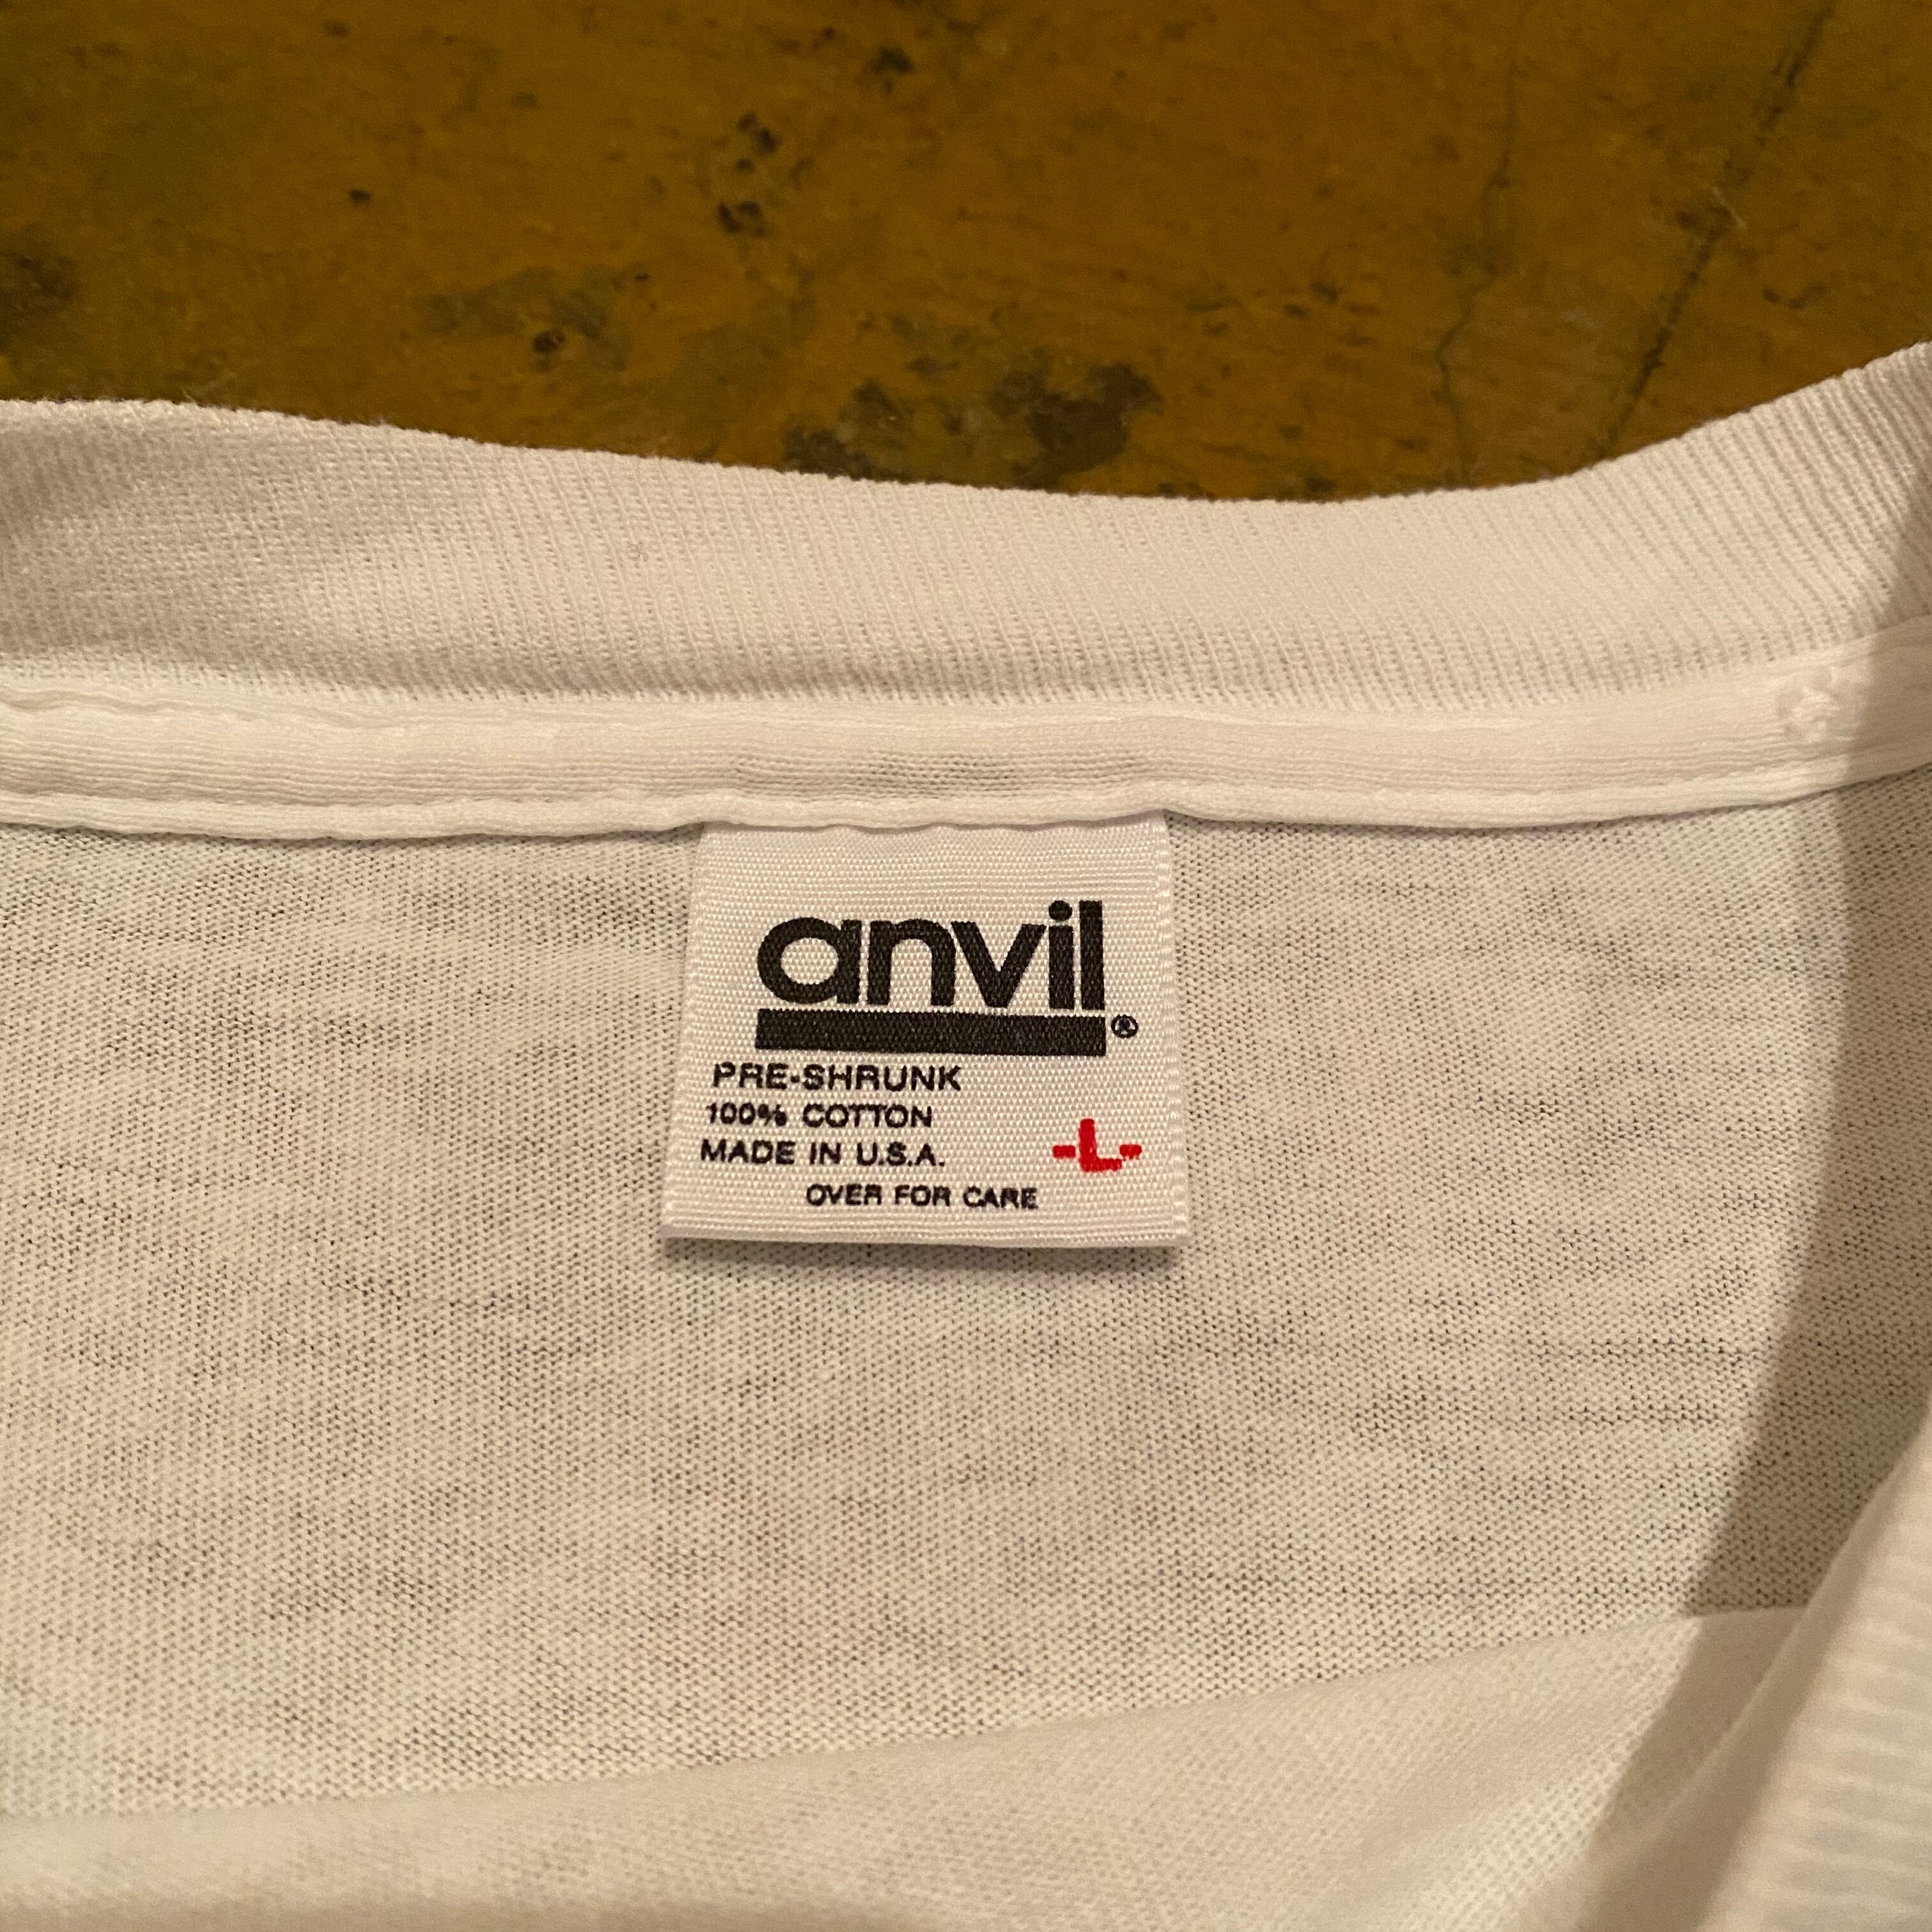 anvil®
PRE-SHRUNK
100% COTTON
MADE IN U.S.A. -L-
OVER FOR CARE